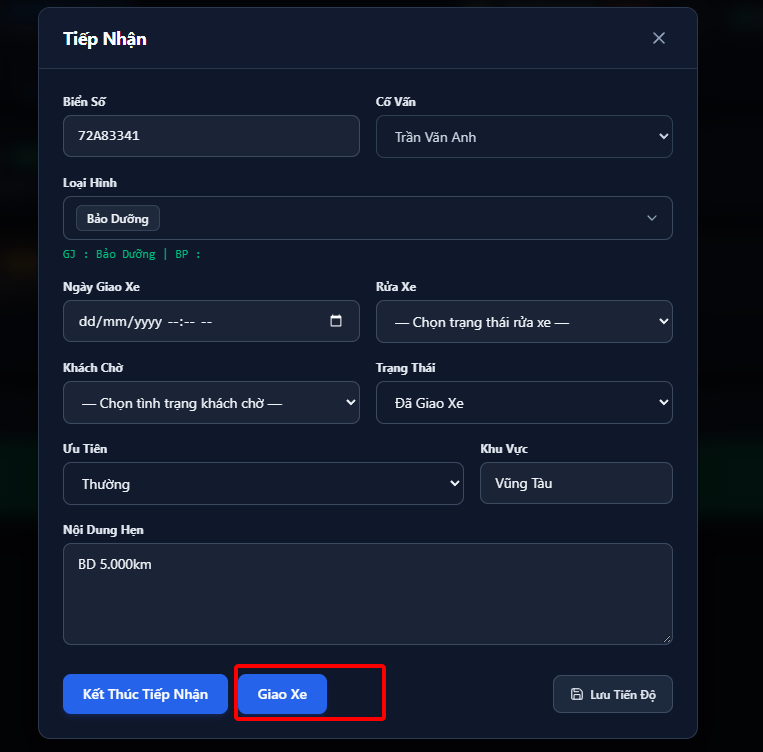 Tiếp Nhận
Biển Số
Cố Vấn
72A83341
Trần Văn Anh
Loại Hình
Bảo Dưỡng
GJ : Bảo Dưỡng | BP :
Ngày Giao Xe
Rửa Xe
dd/mm/yyyy --:-- --
— Chọn trạng thái rửa xe —
Khách Chờ
Trạng Thái
— Chọn tình trạng khách chờ —
Đã Giao Xe
Ưu Tiên
Khu Vực
Thường
Vũng Tàu
Nội Dung Hẹn
BD 5.000km
Kết Thúc Tiếp Nhận
Giao Xe
Lưu Tiến Độ